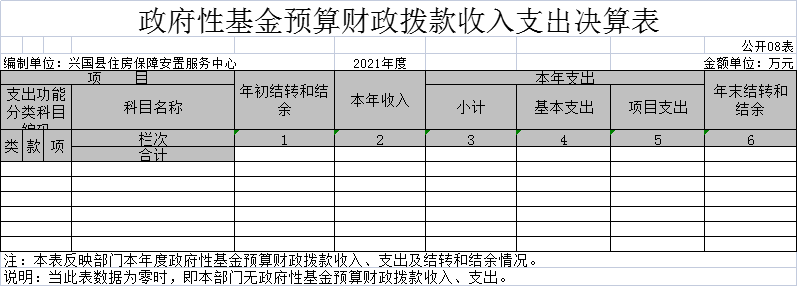 政府性基金预算财政拨款收入支出决算表
公开08表
编制单位：兴国县住房保障安置服务中心 2021年度 金额单位：万元
项 目 年初结转和结余 本年收入 本年支出 年末结转和结余
支出功能分类科目编码 科目名称 小计 基本支出 项目支出
类 款 项 栏次 1 2 3 4 5 6
合计
注：本表反映部门本年度政府性基金预算财政拨款收入、支出及结转和结余情况。
说明：当此表数据为零时，即本部门无政府性基金预算财政拨款收入、支出。